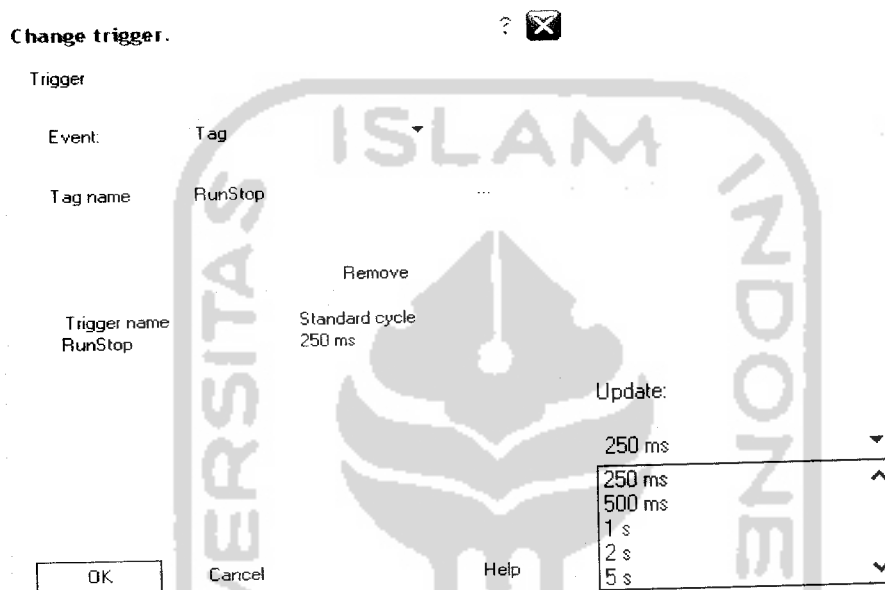 Change trigger.
?
Trigger
Event: Tag
Tag name RunStop ...
Remove
Trigger name Standard cycle
RunStop 250 ms
Update:
250 ms
250 ms
500 ms
1 s
2 s
5 s
OK Cancel Help
ISLAM
VERSITAS
INDONE